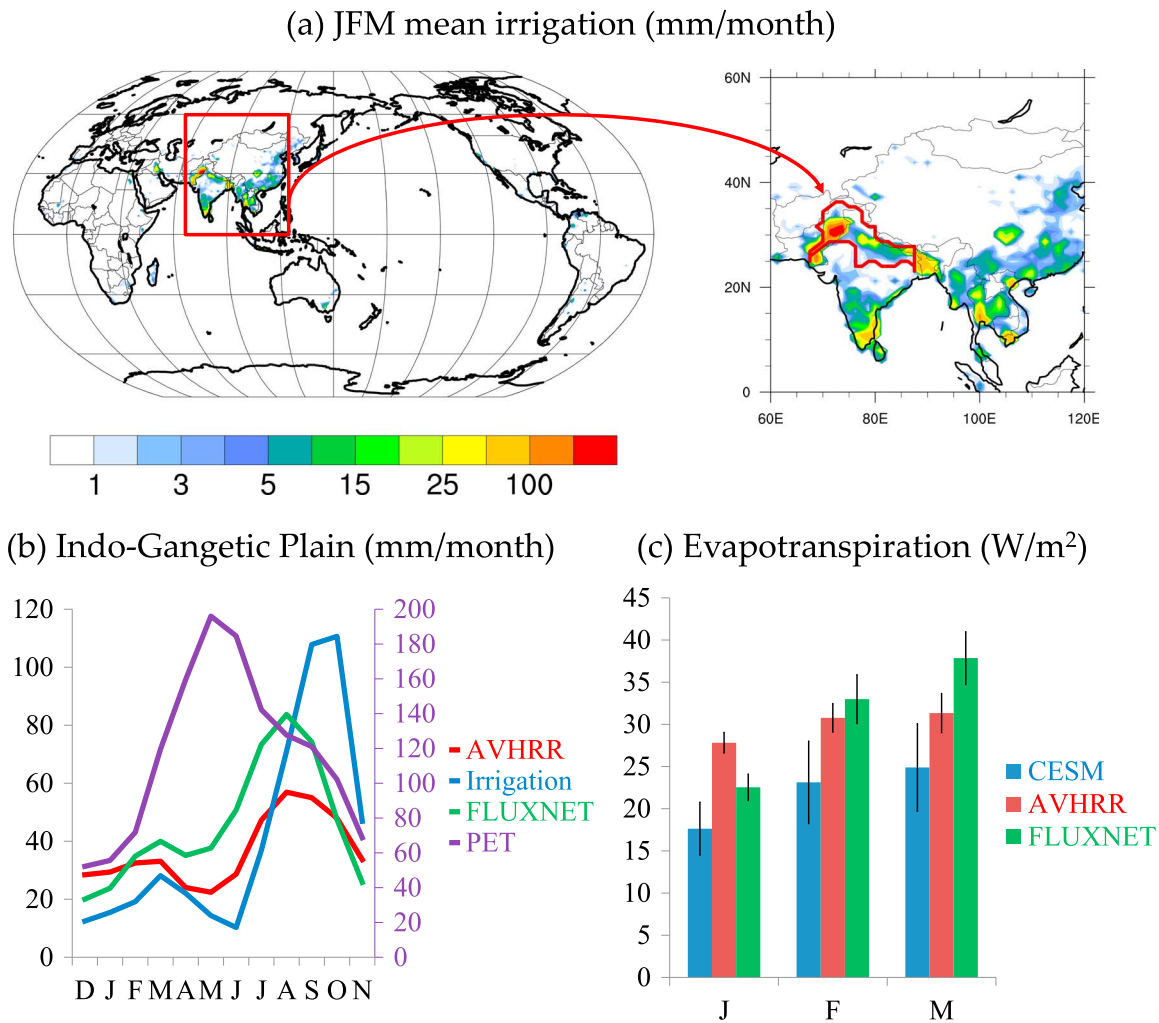 (a) JFM mean irrigation (mm/month)
60N
40N
20N
0
60E 80E 100E 120E
1 3 5 15 25 100
(b) Indo-Gangetic Plain (mm/month)
120
100
80
60
40
20
0
200
180
160
140
120
100
80
60
40
20
0
AVHRR
Irrigation
FLUXNET
PET
D J F M A M J J A S O N
(c) Evapotranspiration (W/m²)
45
40
35
30
25
20
15
10
5
0
CESM
AVHRR
FLUXNET
J F M